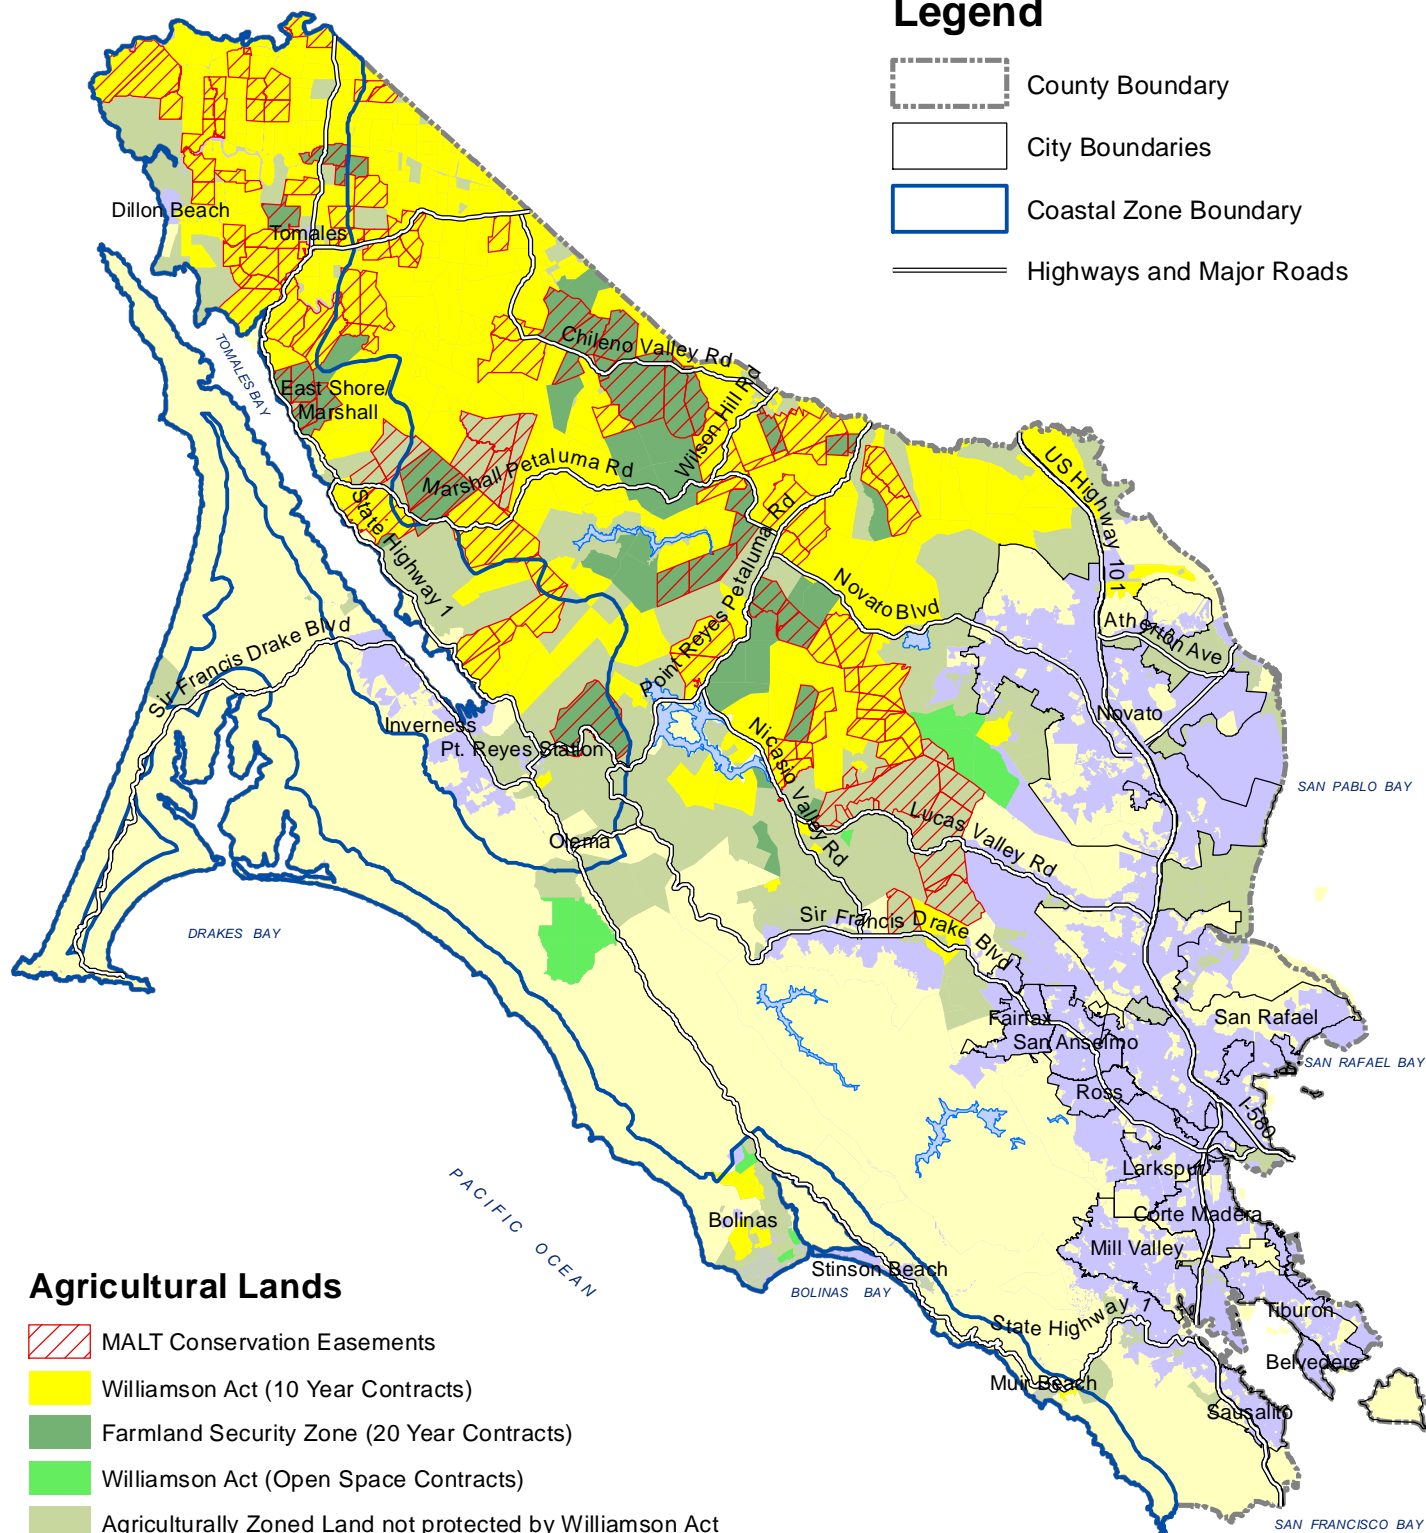 Legend
County Boundary
City Boundaries
Coastal Zone Boundary
Highways and Major Roads
Dillon Beach
Tomales
TOMALES BAY
Chileno Valley Rd
Wilson Hill Rd
East Shore/
Marshall
Marshall Petaluma Rd
State Highway 1
US Highway 101
Point Reyes Petaluma Rd
Novato Blvd
Atherton Ave
Sir Francis Drake Blvd
Inverness
Pt. Reyes Station
Novato
Nicasio Valley Rd
SAN PABLO BAY
Lucas Valley Rd
Olema
DRAKES BAY
Sir Francis Drake Blvd
Fairfax
San Anselmo
San Rafael
SAN RAFAEL BAY
Ross
I-580
Larkspur
PACIFIC OCEAN
Bolinas
Corte Madera
Mill Valley
Stinson Beach
BOLINAS BAY
State Highway 1
Tiburon
Belvedere
Muir Beach
Sausalito
SAN FRANCISCO BAY
Agricultural Lands
MALT Conservation Easements
Williamson Act (10 Year Contracts)
Farmland Security Zone (20 Year Contracts)
Williamson Act (Open Space Contracts)
Agriculturally Zoned Land not protected by Williamson Act